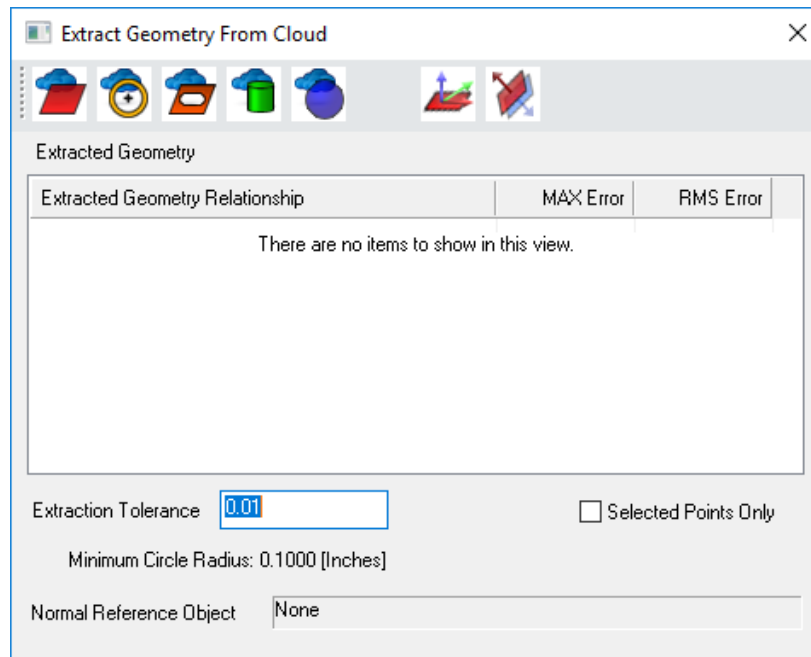 Extract Geometry From Cloud
Extracted Geometry
Extracted Geometry Relationship MAX Error RMS Error
There are no items to show in this view.
Extraction Tolerance 0.01 Selected Points Only
Minimum Circle Radius: 0.1000 [Inches]
Normal Reference Object None